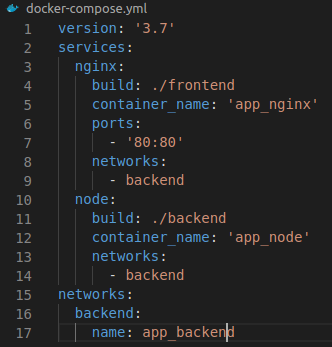 docker-compose.yml
1 version: '3.7'
2 services:
3   nginx:
4     build: ./frontend
5     container_name: 'app_nginx'
6     ports:
7       - '80:80'
8     networks:
9       - backend
10   node:
11     build: ./backend
12     container_name: 'app_node'
13     networks:
14       - backend
15 networks:
16   backend:
17     name: app_backend